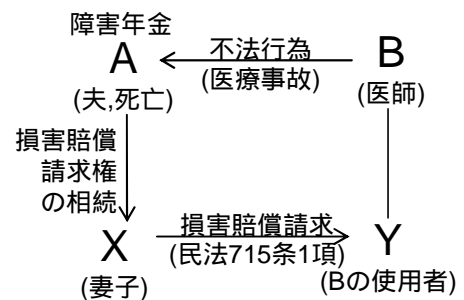 障害年金
A
(夫,死亡)
不法行為
(医療事故)
B
(医師)
損害賠償
請求権
の相続
X
(妻子)
損害賠償請求
(民法715条1項)
Y
(Bの使用者)